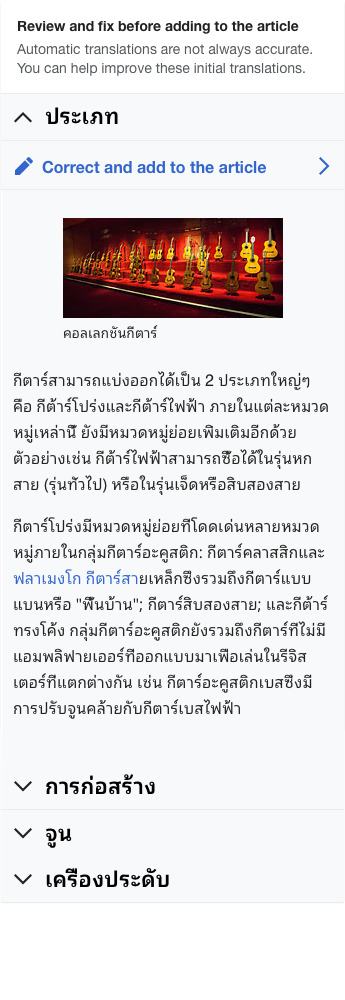 Review and fix before adding to the article
Automatic translations are not always accurate.
You can help improve these initial translations.
ประเภท
Correct and add to the article
คอลเลกชันกีตาร์
กีตาร์สามารถแบ่งออกได้เป็น 2 ประเภทใหญ่ๆ
คือ กีต้าร์โปร่งและกีต้าร์ไฟฟ้า ภายในแต่ละหมวด
หมู่เหล่านี้ ยังมีหมวดหมู่ย่อยเพิ่มเติมอีกด้วย
ตัวอย่างเช่น กีต้าร์ไฟฟ้าสามารถซื้อได้ในรุ่นหก
สาย (รุ่นทั่วไป) หรือในรุ่นเจ็ดหรือสิบสองสาย
กีตาร์โปร่งมีหมวดหมู่ย่อยที่โดดเด่นหลายหมวด
หมู่ภายในกลุ่มกีตาร์อะคูสติก: กีตาร์คลาสสิกและ
ฟลาเมงโก กีตาร์สายเหล็กซึ่งรวมถึงกีตาร์แบบ
แบนหรือ "พื้นบ้าน"; กีตาร์สิบสองสาย; และกีต้าร์
ทรงโค้ง กลุ่มกีตาร์อะคูสติกยังรวมถึงกีตาร์ที่ไม่มี
แอมพลิฟายเออร์ที่ออกแบบมาเพื่อเล่นในรีจิส
เตอร์ที่แตกต่างกัน เช่น กีตาร์อะคูสติกเบสซึ่งมี
การปรับจูนคล้ายกับกีตาร์เบสไฟฟ้า
การก่อสร้าง
จูน
เครื่องประดับ